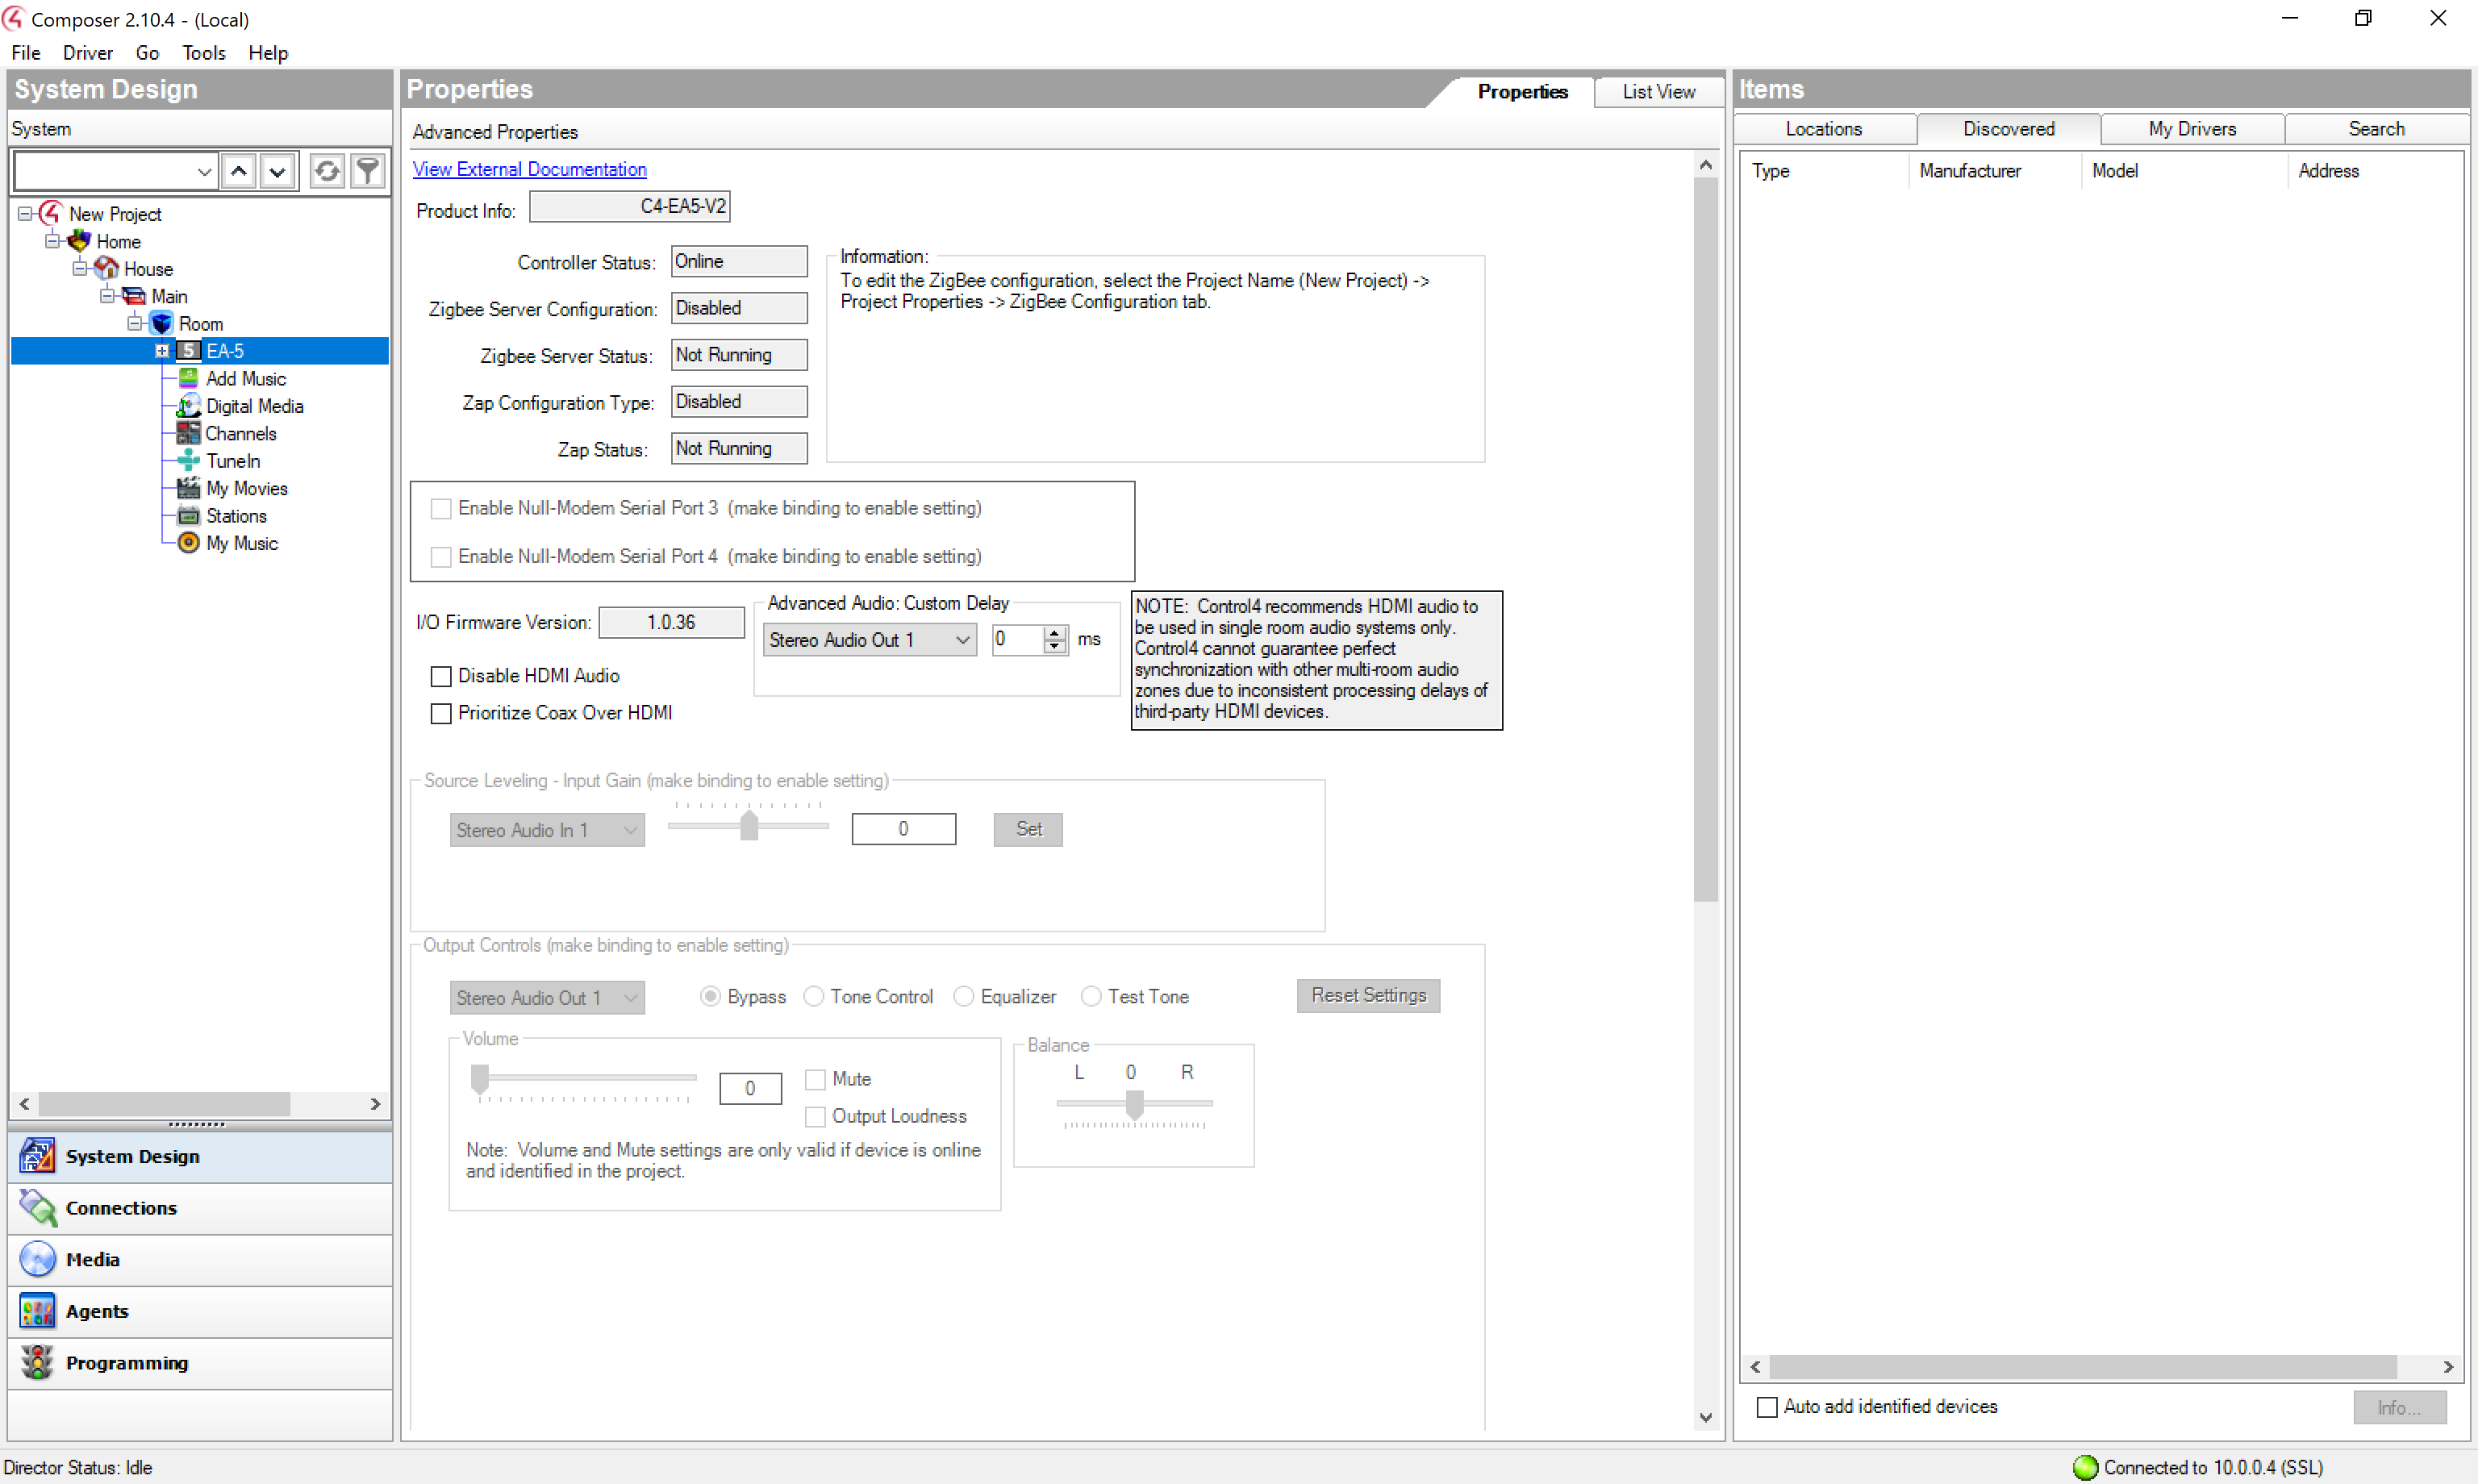 Composer 2.10.4 - (Local)
File Driver Go Tools Help
System Design
System
New Project
Home
House
Main
Room
5 EA-5
Add Music
Digital Media
Channels
TuneIn
My Movies
Stations
My Music
System Design
Connections
Media
Agents
Programming
Properties
Properties List View
Advanced Properties
View External Documentation
Product Info: C4-EA5-V2
Controller Status: Online
Zigbee Server Configuration: Disabled
Zigbee Server Status: Not Running
Zap Configuration Type: Disabled
Zap Status: Not Running
Information:
To edit the ZigBee configuration, select the Project Name (New Project) ->
Project Properties -> ZigBee Configuration tab.
Enable Null-Modem Serial Port 3 (make binding to enable setting)
Enable Null-Modem Serial Port 4 (make binding to enable setting)
I/O Firmware Version: 1.0.36
Disable HDMI Audio
Prioritize Coax Over HDMI
Advanced Audio: Custom Delay
Stereo Audio Out 1 0 ms
NOTE: Control4 recommends HDMI audio to
be used in single room audio systems only.
Control4 cannot guarantee perfect
synchronization with other multi-room audio
zones due to inconsistent processing delays of
third-party HDMI devices.
Source Leveling - Input Gain (make binding to enable setting)
Stereo Audio In 1 0 Set
Output Controls (make binding to enable setting)
Stereo Audio Out 1 Bypass Tone Control Equalizer Test Tone Reset Settings
Volume
0 Mute
Output Loudness
Note: Volume and Mute settings are only valid if device is online
and identified in the project.
Balance
L 0 R
Items
Locations Discovered My Drivers Search
Type Manufacturer Model Address
Auto add identified devices Info...
Director Status: Idle
Connected to 10.0.0.4 (SSL)